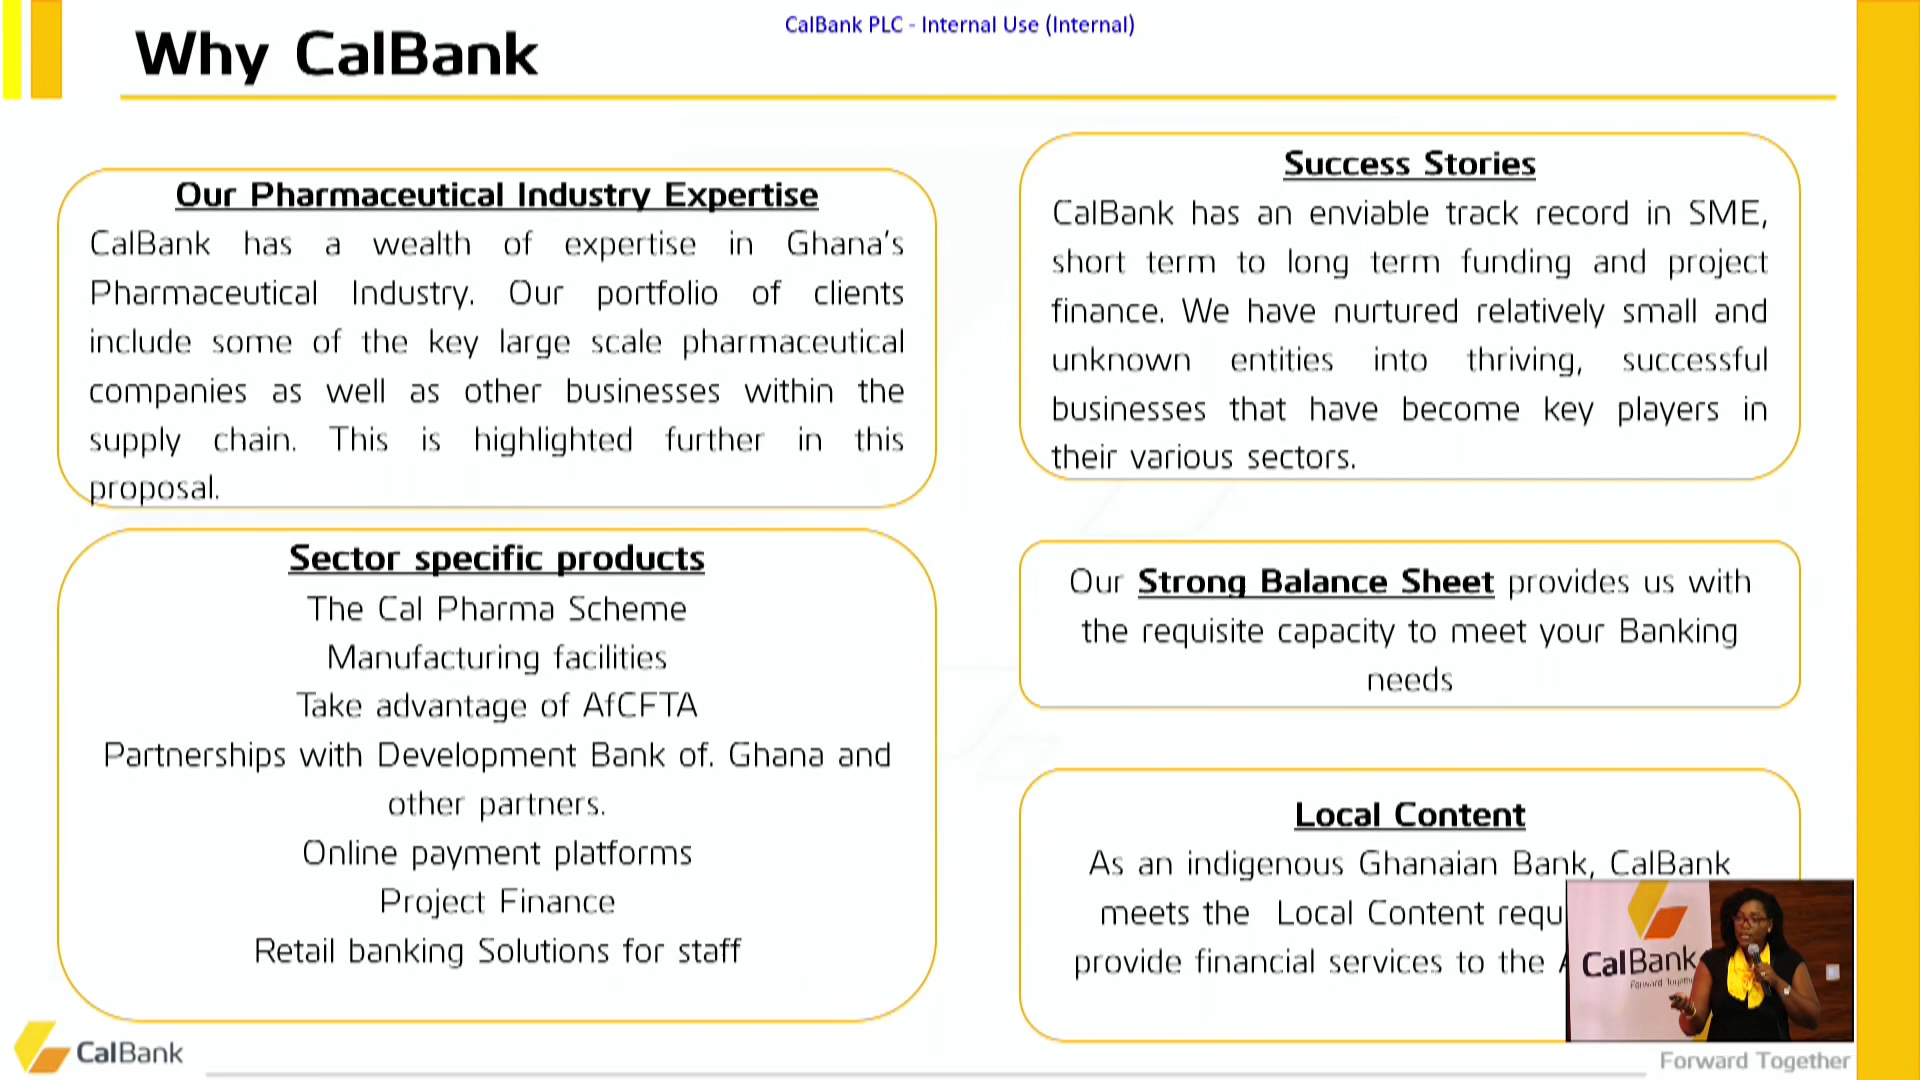 CalBank PLC - Internal Use (Internal)
Why CalBank
Our Pharmaceutical Industry Expertise
CalBank has a wealth of expertise in Ghana's
Pharmaceutical Industry. Our portfolio of clients
include some of the key large scale pharmaceutical
companies as well as other businesses within the
supply chain. This is highlighted further in this
proposal.
Sector specific products
The Cal Pharma Scheme
Manufacturing facilities
Take advantage of AfCFTA
Partnerships with Development Bank of. Ghana and
other partners.
Online payment platforms
Project Finance
Retail banking Solutions for staff
Success Stories
CalBank has an enviable track record in SME,
short term to long term funding and project
finance. We have nurtured relatively small and
unknown entities into thriving, successful
businesses that have become key players in
their various sectors.
Our Strong Balance Sheet provides us with
the requisite capacity to meet your Banking
needs
Local Content
As an indigenous Ghanaian Bank, CalBank
meets the Local Content
provide financial services to the
CalBank
Forward
CalBank
Forward Together